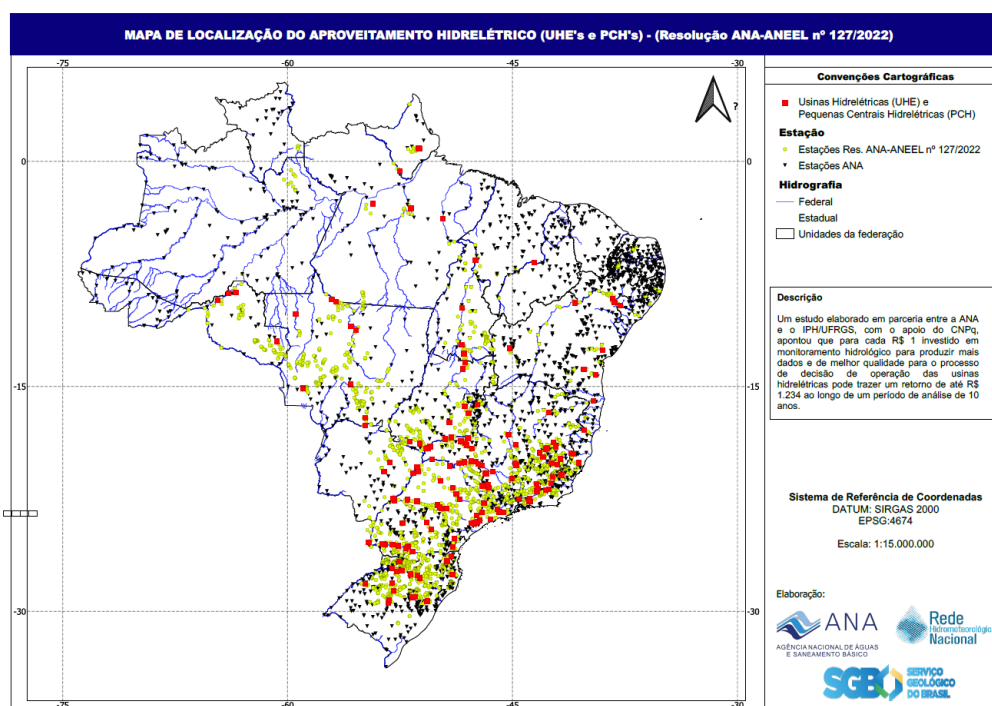 MAPA DE LOCALIZAÇÃO DO APROVEITAMENTO HIDRELÉTRICO (UHE's e PCH's) - (Resolução ANA-ANEEL nº 127/2022)
-75
-60
-45
-30
Convenções Cartográficas
Usinas Hidrelétricas (UHE) e
Pequenas Centrais Hidrelétricas (PCH)
?
Estação
Estações Res. ANA-ANEEL nº 127/2022
Estações ANA
0
0
Hidrografia
Federal
Estadual
Unidades da federação
Descrição
Um estudo elaborado em parceria entre a ANA
e o IPH/UFRGS, com o apoio do CNPq,
apontou que para cada R$ 1 investido em
monitoramento hidrológico para produzir mais
dados e de melhor qualidade para o processo
de decisão de operação das usinas
hidrelétricas pode trazer um retorno de até R$
1.234 ao longo de um período de análise de 10
anos.
-15
-15
Sistema de Referência de Coordenadas
DATUM: SIRGAS 2000
EPSG:4674
Escala: 1:15.000.000
Elaboração:
-30
-30
ANA
AGÊNCIA NACIONAL DE ÁGUAS
E SANEAMENTO BÁSICO
Rede
Hidrometeorológica
Nacional
SGB
SERVIÇO
GEOLÓGICO
DO BRASIL
-75
-60
-45
-30